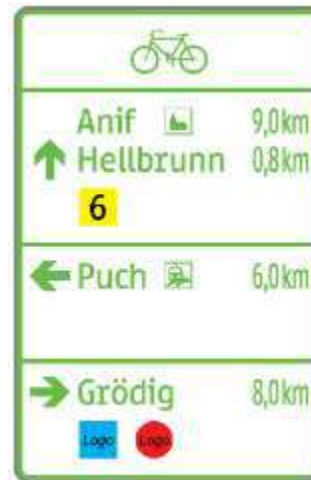 Anif 9,0km
Hellbrunn 0,8km
6
Puch 6,0km
Grödig 8,0km
Logo Logo